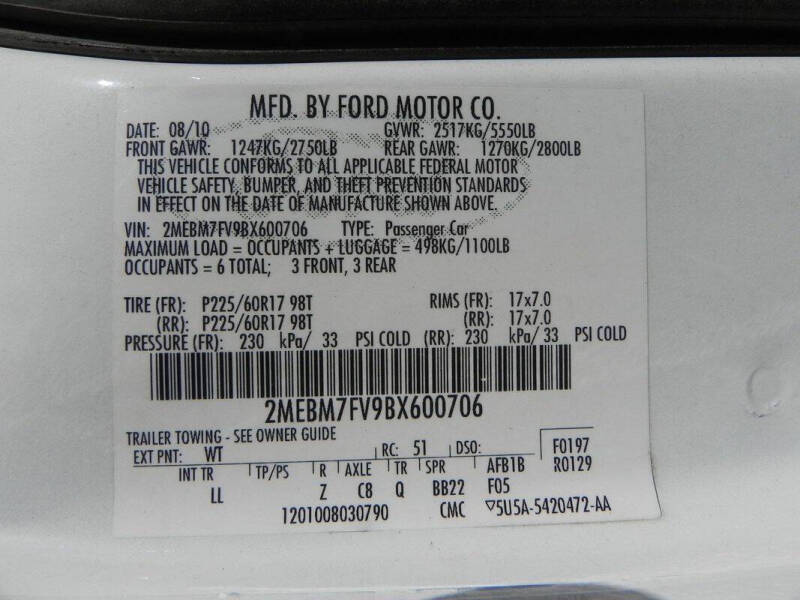 MFD. BY FORD MOTOR CO.
DATE: 08/10 GVWR: 2517KG/5550LB
FRONT GAWR: 1247KG/2750LB REAR GAWR: 1270KG/2800LB
THIS VEHICLE CONFORMS TO ALL APPLICABLE FEDERAL MOTOR
VEHICLE SAFETY, BUMPER, AND THEFT PREVENTION STANDARDS
IN EFFECT ON THE DATE OF MANUFACTURE SHOWN ABOVE.
VIN: 2MEBM7FV9BX600706 TYPE: Passenger Car
MAXIMUM LOAD = OCCUPANTS + LUGGAGE = 498KG/1100LB
OCCUPANTS = 6 TOTAL; 3 FRONT, 3 REAR
TIRE (FR): P225/60R17 98T RIMS (FR): 17x7.0
(RR): P225/60R17 98T (RR): 17x7.0
PRESSURE (FR): 230 kPa/ 33 PSI COLD (RR): 230 kPa/ 33 PSI COLD
2MEBM7FV9BX600706
TRAILER TOWING - SEE OWNER GUIDE
EXT PNT: WT RC: 51 DSO: F0197
INT TR TP/PS R AXLE TR SPR AFB1B R0129
LL Z C8 Q BB22 F05
1201008030790 CMC ▽5U5A-5420472-AA